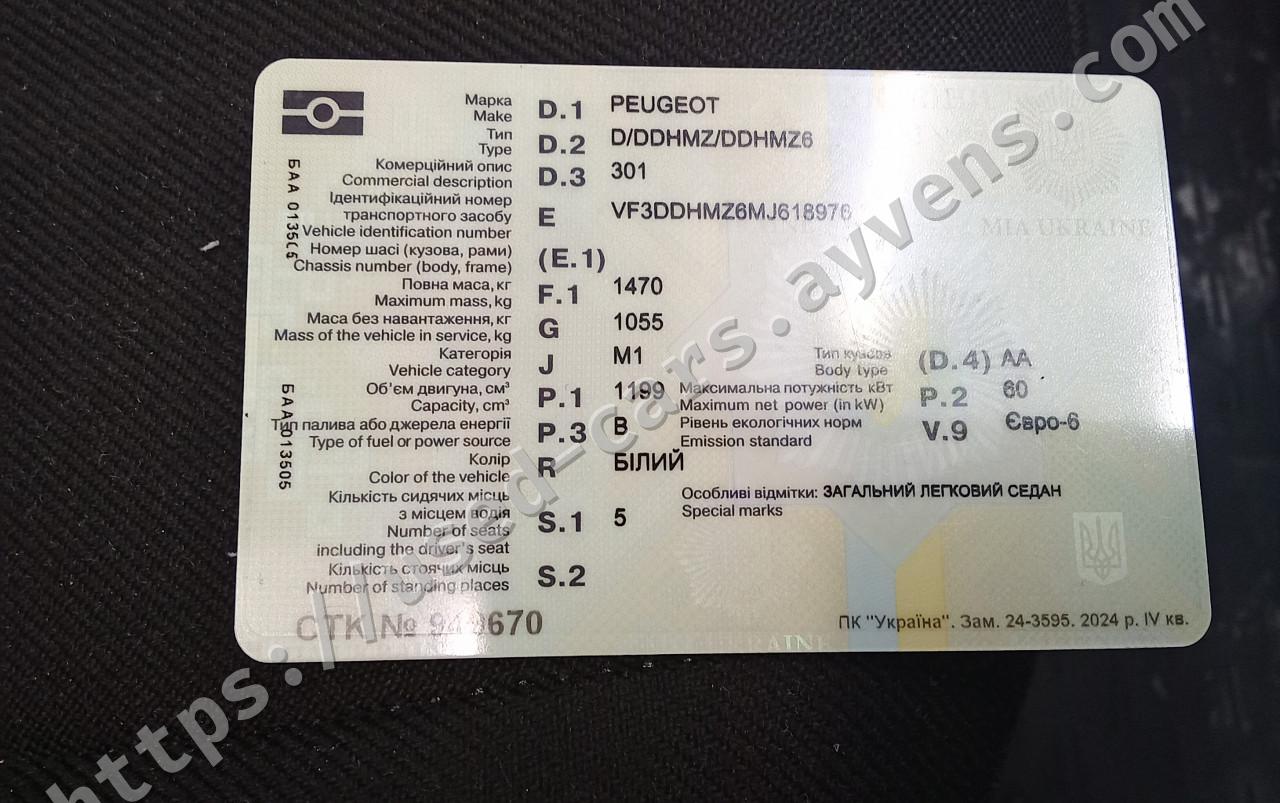 Марка
Make
D.1 PEUGEOT
Тип
Type
D.2 D/DDHMZ/DDHMZ6
Комерційний опис
Commercial description
D.3 301
Ідентифікаційний номер
транспортного засобу
Vehicle identification number
E VF3DDHMZ6MJ618976
Номер шасі (кузова, рами)
Chassis number (body, frame)
(E.1)
Повна маса, кг
Maximum mass, kg
F.1 1470
Маса без навантаження, кг
Mass of the vehicle in service, kg
G 1055
Категорія
Vehicle category
J M1
Тип кузова
Body type
(D.4) AA
Об'єм двигуна, см³
Capacity, cm³
P.1 1199
Максимальна потужність кВт
Maximum net power (in kW)
P.2 60
Тип палива або джерела енергії
Type of fuel or power source
P.3 B
Рівень екологічних норм
Emission standard
V.9 Євро-6
Колір
Color of the vehicle
R БІЛИЙ
Кількість сидячих місць
з місцем водія
Number of seats
including the driver's seat
S.1 5
Особливі відмітки: ЗАГАЛЬНИЙ ЛЕГКОВИЙ СЕДАН
Special marks
Кількість стоячих місць
Number of standing places
S.2
СТК №
ПК "Україна". Зам. 24-3595. 2024 р. IV кв.
БАА 013505
MIA UKRAINE
https://used-cars.ayvens.com